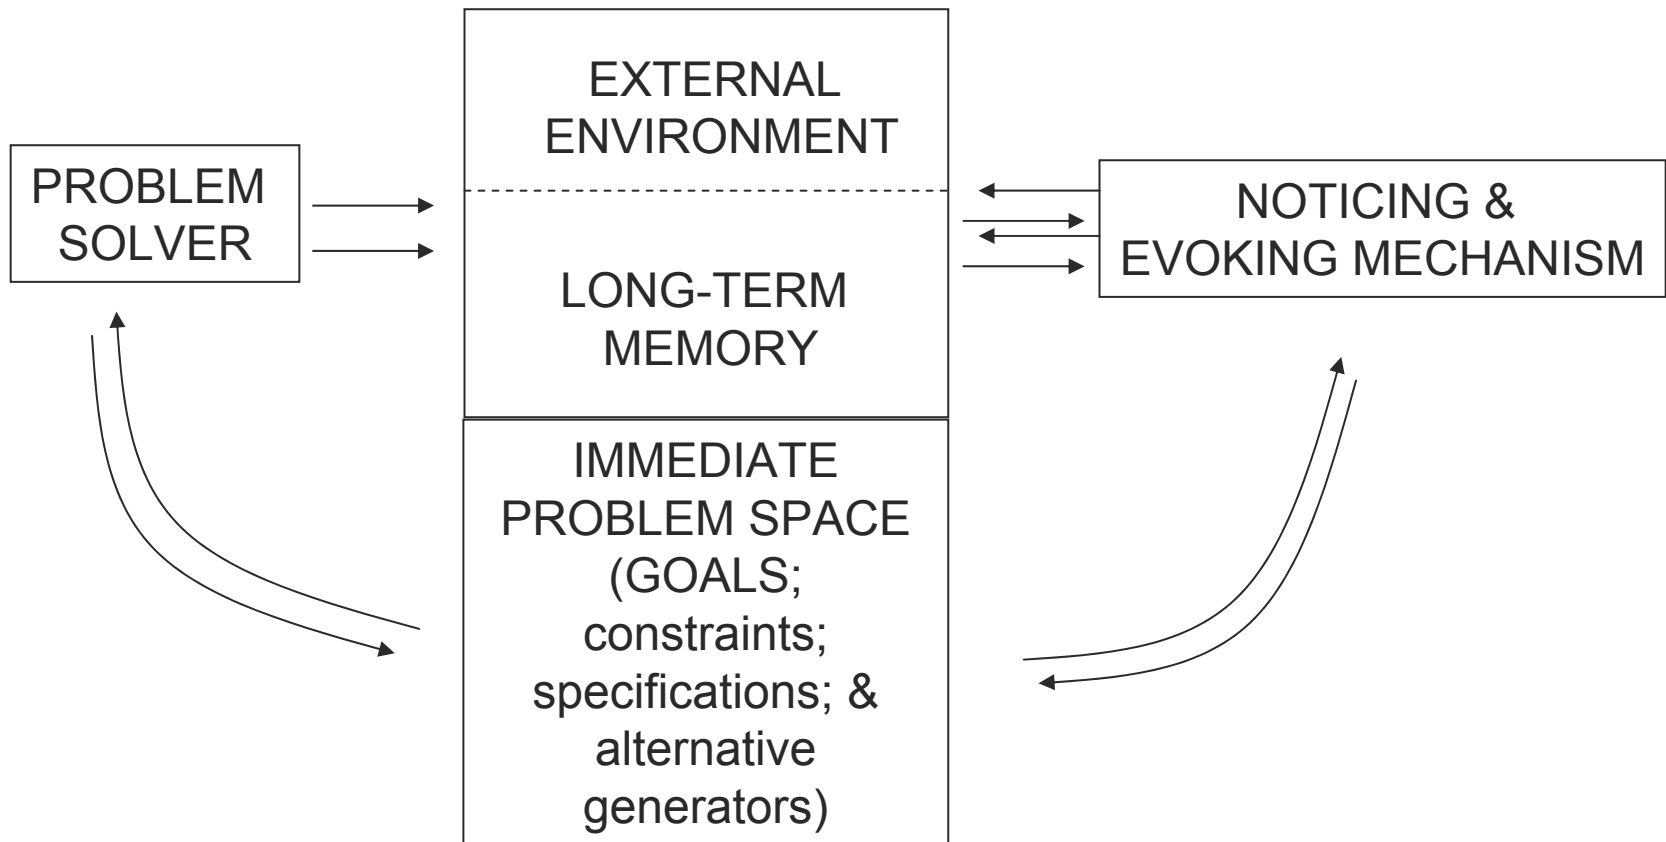 PROBLEM
SOLVER
EXTERNAL
ENVIRONMENT
LONG-TERM
MEMORY
IMMEDIATE
PROBLEM SPACE
(GOALS;
constraints;
specifications; &
alternative
generators)
NOTICING &
EVOKING MECHANISM